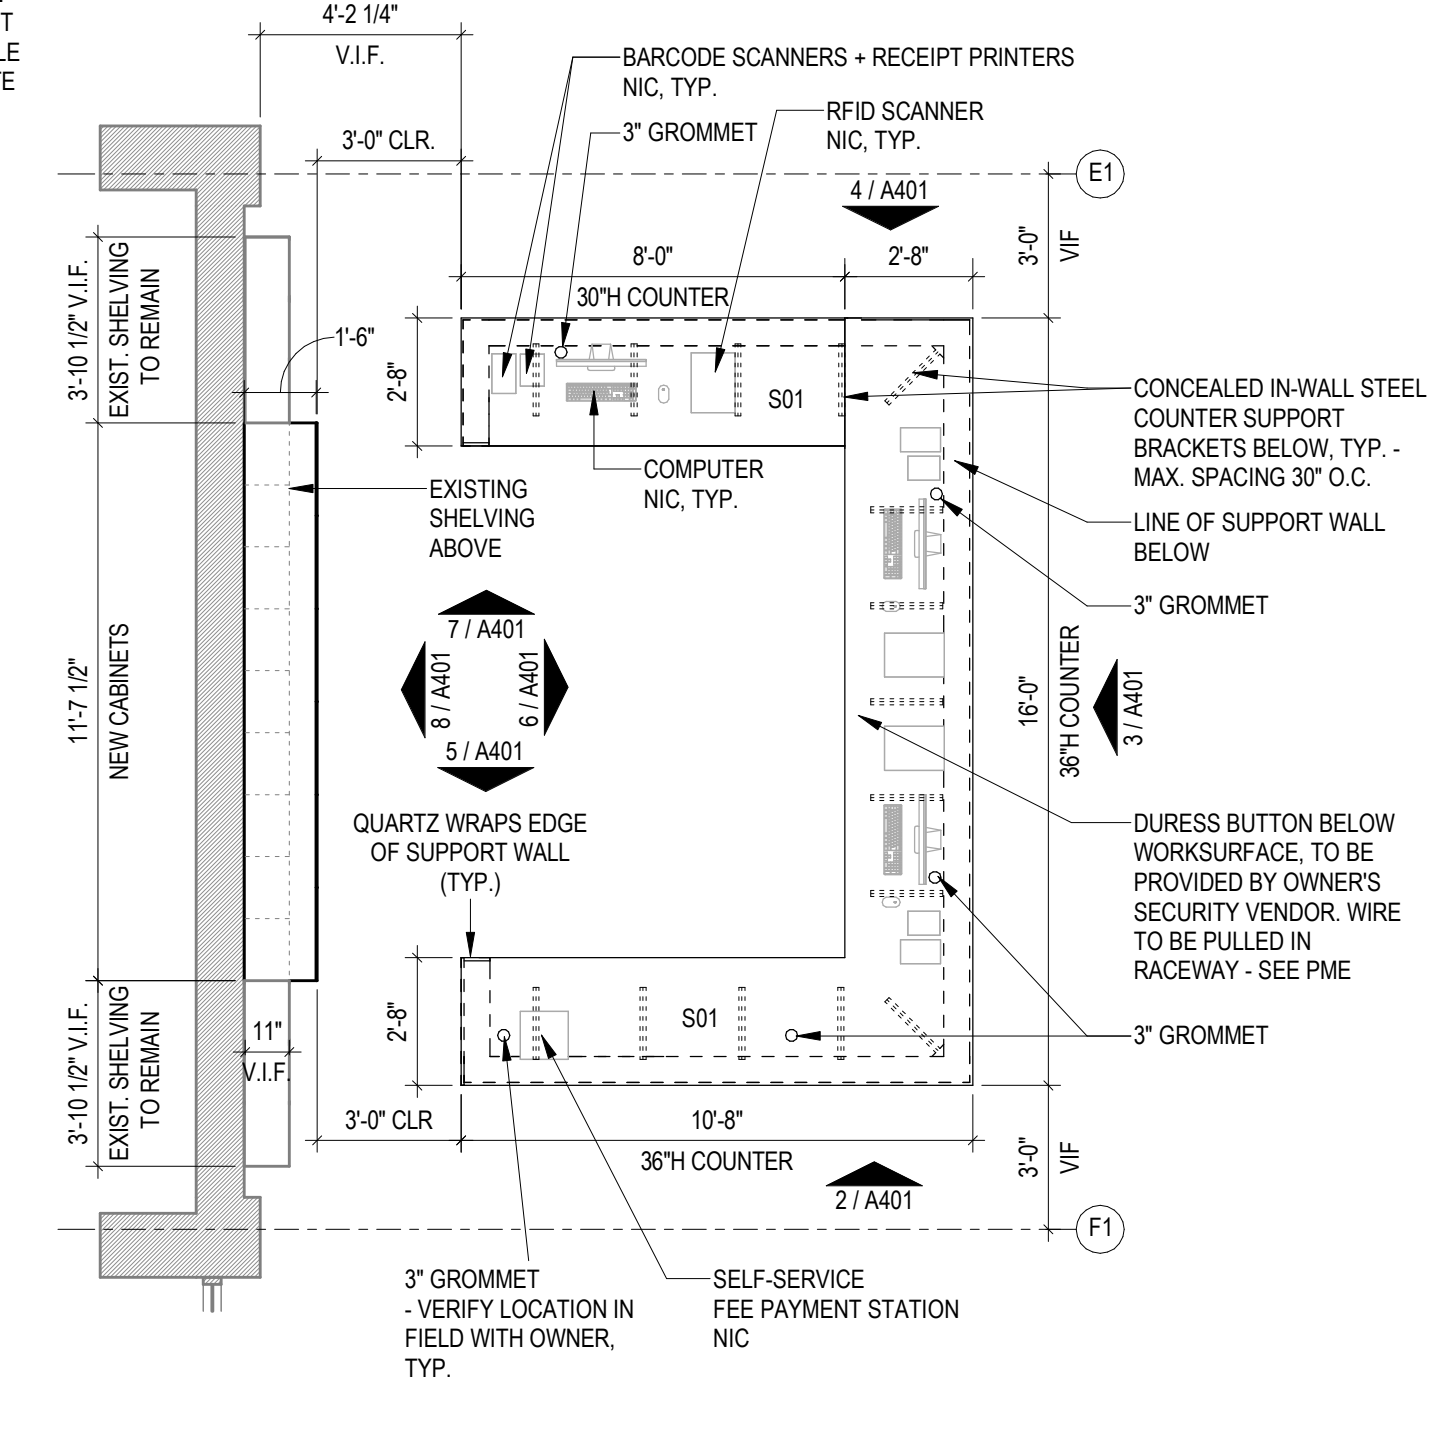 T
LE
TE
4'-2 1/4"
V.I.F.
BARCODE SCANNERS + RECEIPT PRINTERS
NIC, TYP.
RFID SCANNER
NIC, TYP.
3" GROMMET
3'-0" CLR.
E1
4 / A401
8'-0"
2'-8"
3'-0"
VIF
30"H COUNTER
3'-10 1/2" V.I.F.
EXIST. SHELVING
TO REMAIN
1'-6"
2'-8"
S01
CONCEALED IN-WALL STEEL
COUNTER SUPPORT
BRACKETS BELOW, TYP. -
MAX. SPACING 30" O.C.
COMPUTER
NIC, TYP.
EXISTING
SHELVING
ABOVE
LINE OF SUPPORT WALL
BELOW
3" GROMMET
7 / A401
8 / A401
6 / A401
5 / A401
11'-7 1/2"
NEW CABINETS
16'-0"
36"H COUNTER
3 / A401
QUARTZ WRAPS EDGE
OF SUPPORT WALL
(TYP.)
DURESS BUTTON BELOW
WORKSURFACE, TO BE
PROVIDED BY OWNER'S
SECURITY VENDOR. WIRE
TO BE PULLED IN
RACEWAY - SEE PME
3'-10 1/2" V.I.F.
EXIST. SHELVING
TO REMAIN
11"
V.I.F.
2'-8"
S01
3" GROMMET
3'-0" CLR
10'-8"
36"H COUNTER
3'-0"
VIF
2 / A401
F1
3" GROMMET
- VERIFY LOCATION IN
FIELD WITH OWNER,
TYP.
SELF-SERVICE
FEE PAYMENT STATION
NIC